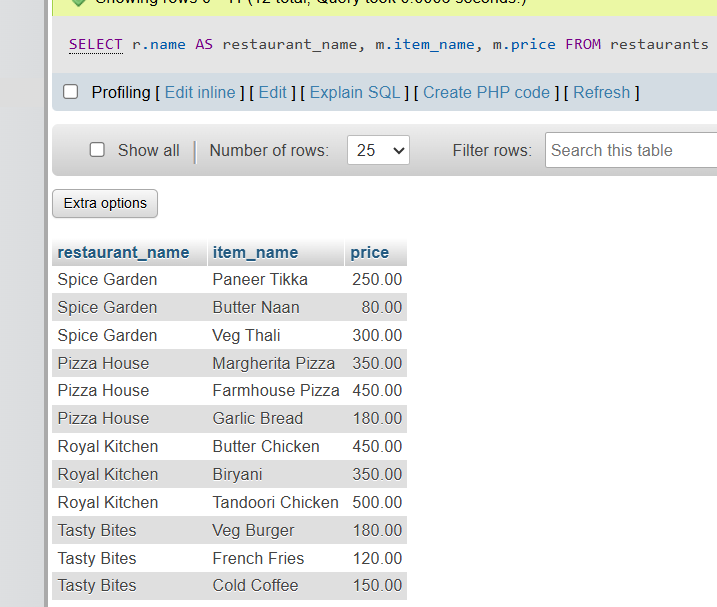 Showing rows 0 - 11 (12 total, Query took 0.0005 seconds.)
SELECT r.name AS restaurant_name, m.item_name, m.price FROM restaurants
Profiling [ Edit inline ] [ Edit ] [ Explain SQL ] [ Create PHP code ] [ Refresh ]
Show all Number of rows: 25 Filter rows: Search this table
Extra options
restaurant_name item_name price
Spice Garden Paneer Tikka 250.00
Spice Garden Butter Naan 80.00
Spice Garden Veg Thali 300.00
Pizza House Margherita Pizza 350.00
Pizza House Farmhouse Pizza 450.00
Pizza House Garlic Bread 180.00
Royal Kitchen Butter Chicken 450.00
Royal Kitchen Biryani 350.00
Royal Kitchen Tandoori Chicken 500.00
Tasty Bites Veg Burger 180.00
Tasty Bites French Fries 120.00
Tasty Bites Cold Coffee 150.00